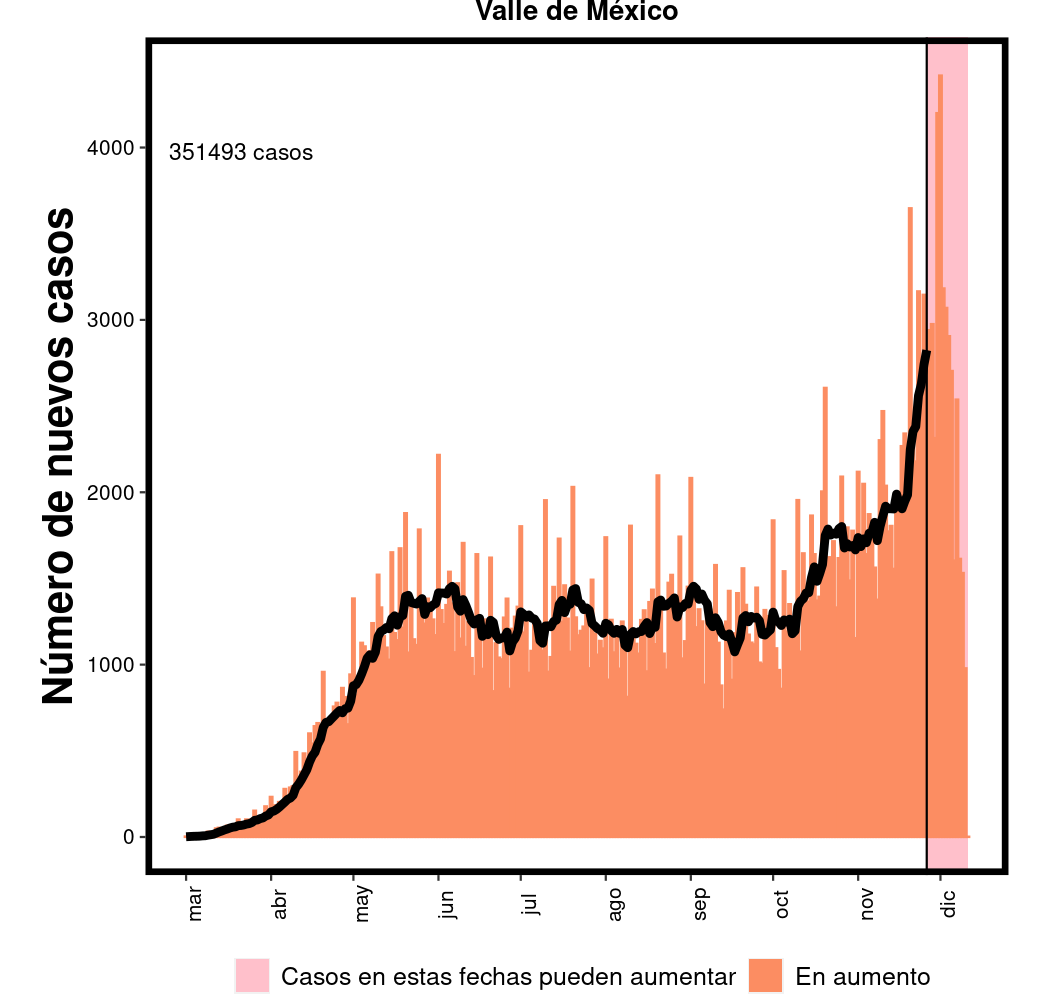 Valle de México
Número de nuevos casos
4000
3000
2000
1000
0
351493 casos
mar
abr
may
jun
jul
ago
sep
oct
nov
dic
Casos en estas fechas pueden aumentar
En aumento